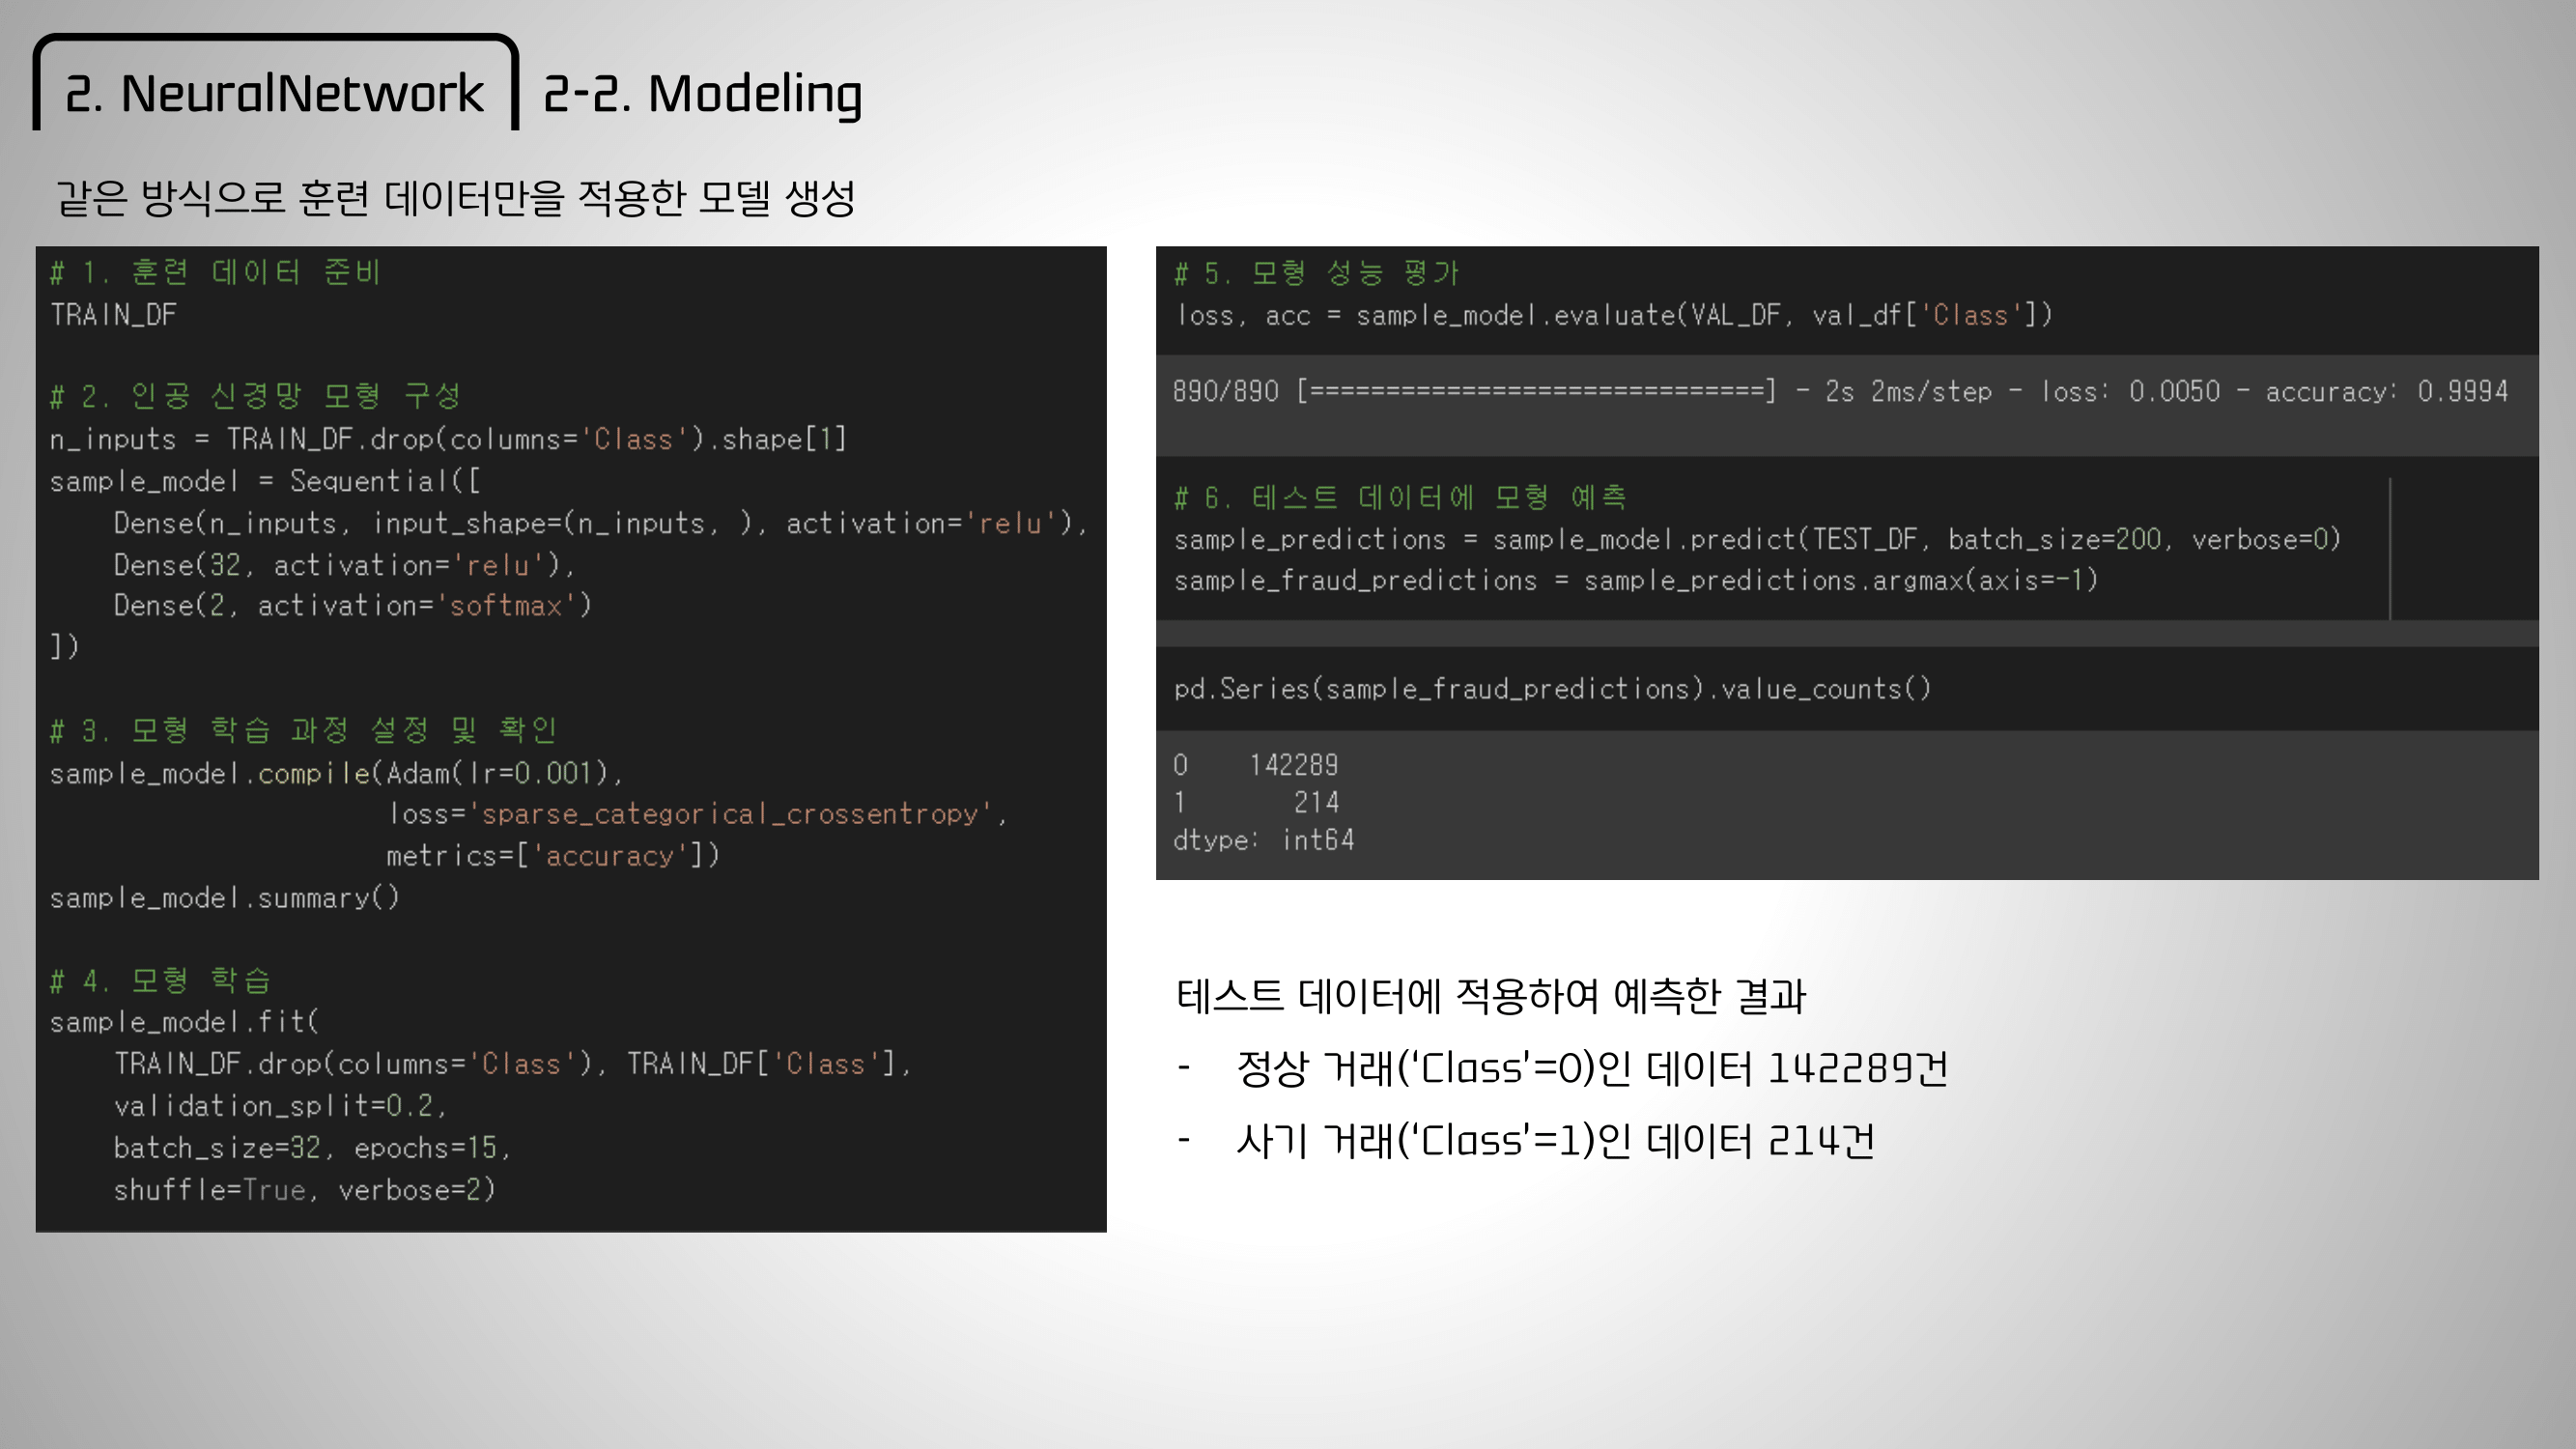 2. NeuralNetwork 2-2. Modeling
같은 방식으로 훈련 데이터만을 적용한 모델 생성
# 1. 훈련 데이터 준비
TRAIN_DF
# 2. 인공 신경망 모형 구성
n_inputs = TRAIN_DF.drop(columns='Class').shape[1]
sample_model = Sequential([
    Dense(n_inputs, input_shape=(n_inputs, ), activation='relu'),
    Dense(32, activation='relu'),
    Dense(2, activation='softmax')
])
# 3. 모형 학습 과정 설정 및 확인
sample_model.compile(Adam(lr=0.001),
                     loss='sparse_categorical_crossentropy',
                     metrics=['accuracy'])
sample_model.summary()
# 4. 모형 학습
sample_model.fit(
    TRAIN_DF.drop(columns='Class'), TRAIN_DF['Class'],
    validation_split=0.2,
    batch_size=32, epochs=15,
    shuffle=True, verbose=2)
# 5. 모형 성능 평가
loss, acc = sample_model.evaluate(VAL_DF, val_df['Class'])
890/890 [==============================] - 2s 2ms/step - loss: 0.0050 - accuracy: 0.9994
# 6. 테스트 데이터에 모형 예측
sample_predictions = sample_model.predict(TEST_DF, batch_size=200, verbose=0)
sample_fraud_predictions = sample_predictions.argmax(axis=-1)
pd.Series(sample_fraud_predictions).value_counts()
0    142289
1       214
dtype: int64
테스트 데이터에 적용하여 예측한 결과
- 정상 거래(‘Class’=0)인 데이터 142289건
- 사기 거래(‘Class’=1)인 데이터 214건